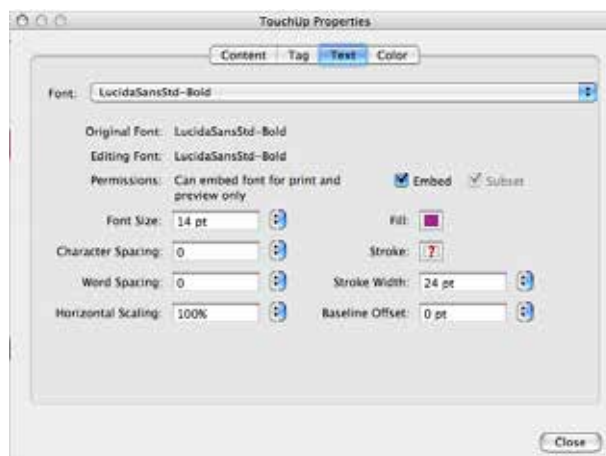 TouchUp Properties
Content Tag Text Color
Font: LucidaSansStd-Bold
Original Font: LucidaSansStd-Bold
Editing Font: LucidaSansStd-Bold
Permissions: Can embed font for print and Embed Subset
preview only
Font Size: 14 pt Fill:
Character Spacing: 0 Stroke: ?
Word Spacing: 0 Stroke Width: 24 pt
Horizontal Scaling: 100% Baseline Offset: 0 pt
Close